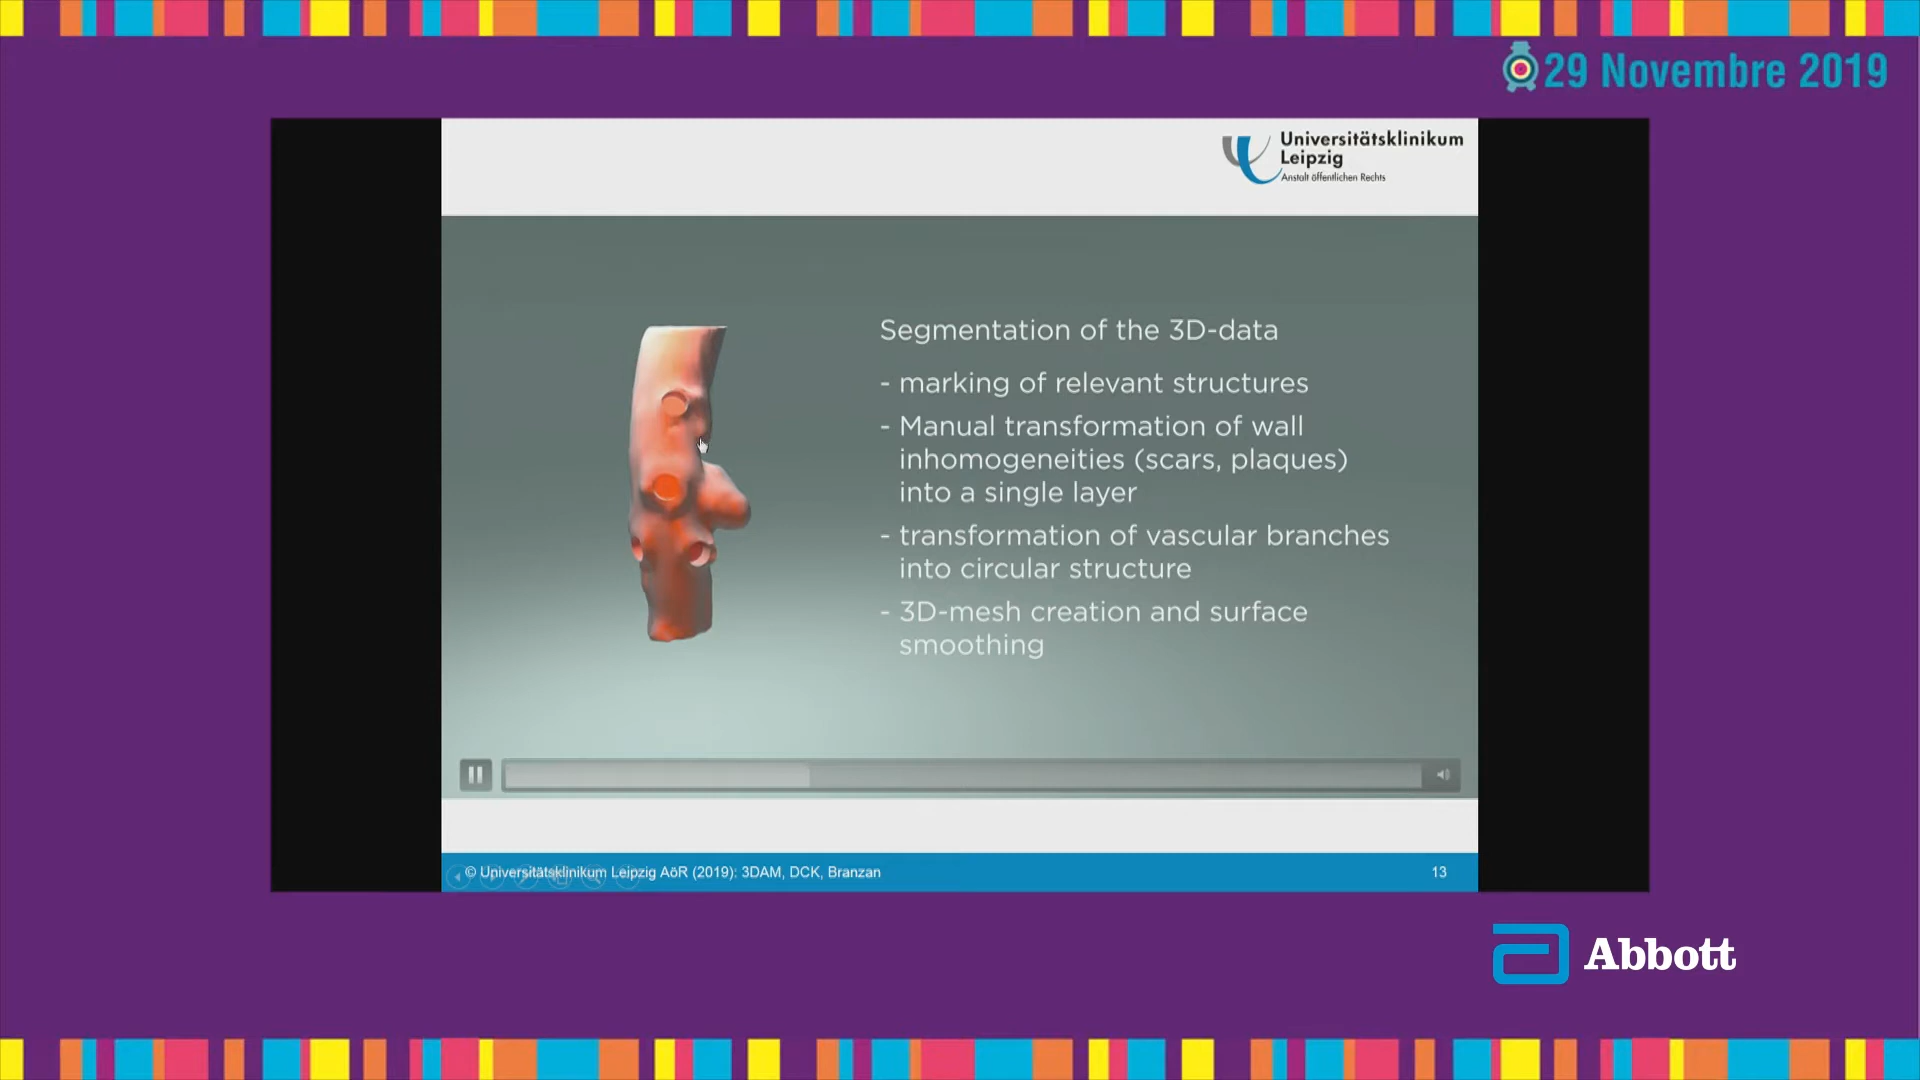 29 Novembre 2019
Universitätsklinikum
Leipzig
Anstalt öffentlichen Rechts
Segmentation of the 3D-data
- marking of relevant structures
- Manual transformation of wall
inhomogeneities (scars, plaques)
into a single layer
- transformation of vascular branches
into circular structure
- 3D-mesh creation and surface
smoothing
© Universitätsklinikum Leipzig AöR (2019): 3DAM, DCK, Branzan
13
Abbott